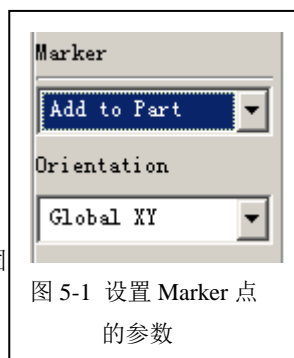 Marker
Add to Part
Orientation
Global XY
图 5-1 设置 Marker 点
的参数